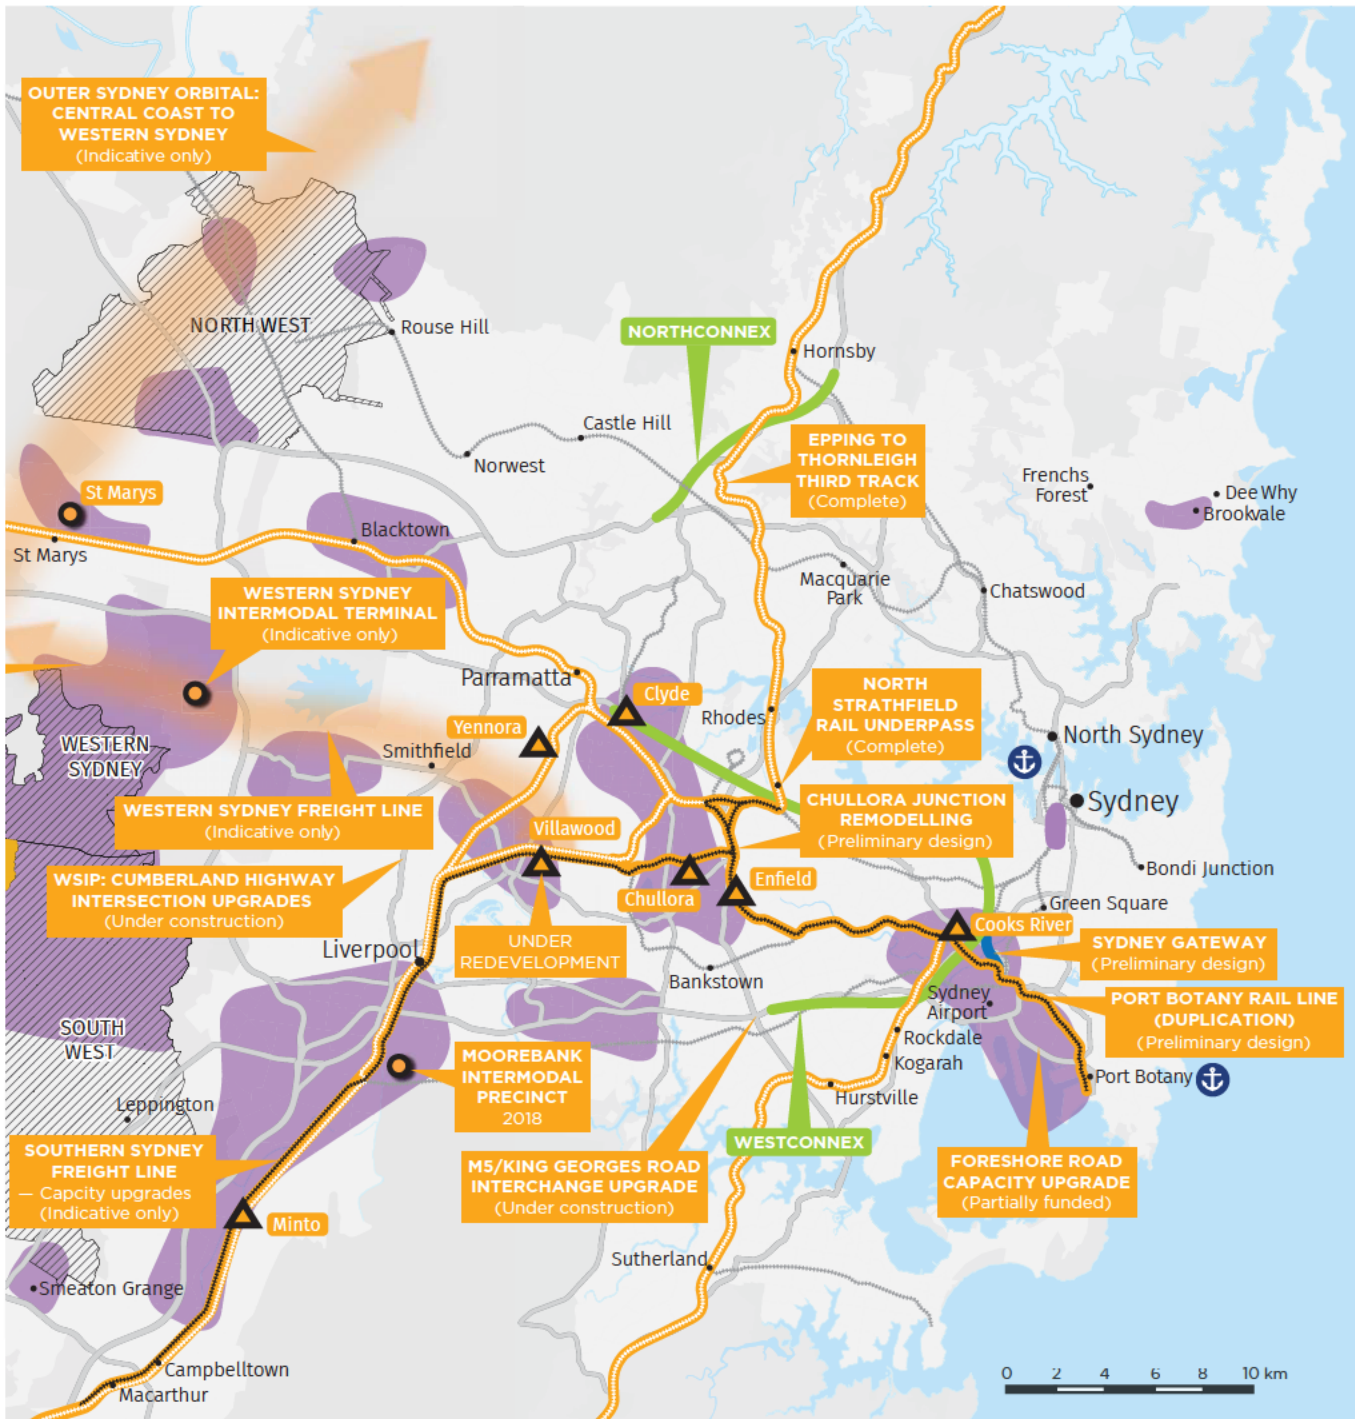 OUTER SYDNEY ORBITAL:
CENTRAL COAST TO
WESTERN SYDNEY
(Indicative only)
NORTH WEST
Rouse Hill
NORTHCONNEX
Hornsby
Castle Hill
Norwest
EPPING TO
THORNLEIGH
THIRD TRACK
(Complete)
Frenchs
Forest
Dee Why
Brookvale
St Marys
St Marys
Blacktown
Macquarie
Park
Chatswood
WESTERN SYDNEY
INTERMODAL TERMINAL
(Indicative only)
Parramatta
Clyde
Rhodes
NORTH
STRATHFIELD
RAIL UNDERPASS
(Complete)
Yennora
Smithfield
WESTERN
SYDNEY
North Sydney
Sydney
WESTERN SYDNEY FREIGHT LINE
(Indicative only)
Villawood
CHULLORA JUNCTION
REMODELLING
(Preliminary design)
WSIP: CUMBERLAND HIGHWAY
INTERSECTION UPGRADES
(Under construction)
Chullora
Enfield
Bondi Junction
Green Square
Cooks River
Liverpool
UNDER
REDEVELOPMENT
Bankstown
SYDNEY GATEWAY
(Preliminary design)
Sydney
Airport
PORT BOTANY RAIL LINE
(DUPLICATION)
(Preliminary design)
SOUTH
WEST
Rockdale
Kogarah
Port Botany
Hurstville
MOOREBANK
INTERMODAL
PRECINCT
2018
Leppington
WESTCONNEX
SOUTHERN SYDNEY
FREIGHT LINE
— Capcity upgrades
(Indicative only)
M5/KING GEORGES ROAD
INTERCHANGE UPGRADE
(Under construction)
FORESHORE ROAD
CAPACITY UPGRADE
(Partially funded)
Minto
Sutherland
Smeaton Grange
Campbelltown
Macarthur
0 2 4 6 8 10 km